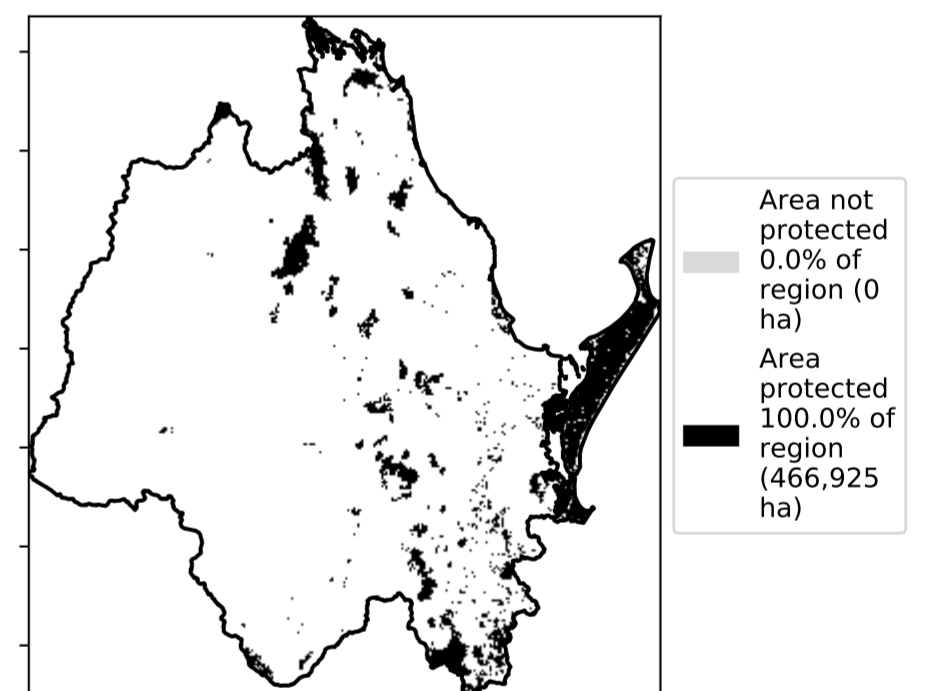 Area not
protected
0.0% of
region (0
ha)
Area
protected
100.0% of
region
(466,925
ha)